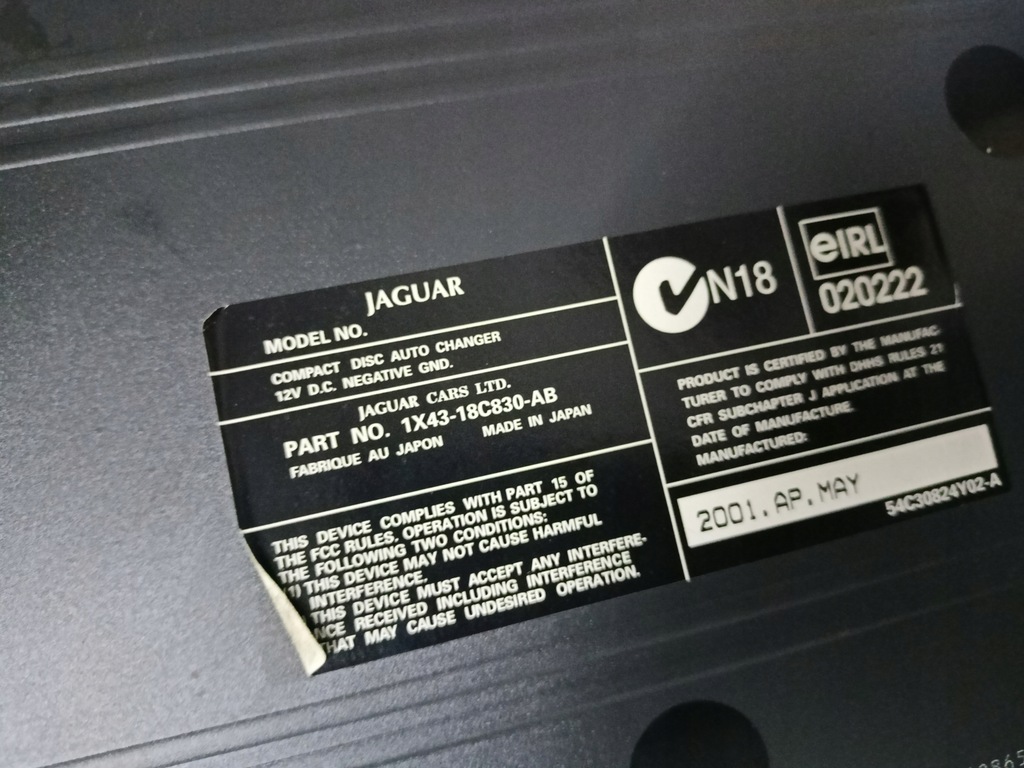 JAGUAR
MODEL NO.
COMPACT DISC AUTO CHANGER
12V D.C. NEGATIVE GND.
JAGUAR CARS LTD.
PART NO. 1X43-18C830-AB
FABRIQUE AU JAPON MADE IN JAPAN
THIS DEVICE COMPLIES WITH PART 15 OF
THE FCC RULES. OPERATION IS SUBJECT TO
THE FOLLOWING TWO CONDITIONS:
(1) THIS DEVICE MAY NOT CAUSE HARMFUL
INTERFERENCE.
THIS DEVICE MUST ACCEPT ANY INTERFERE-
NCE RECEIVED INCLUDING INTERFERENCE
THAT MAY CAUSE UNDESIRED OPERATION.
N18
eIRL
020222
PRODUCT IS CERTIFIED BY THE MANUFAC-
TURER TO COMPLY WITH DHHS RULES 21
CFR SUBCHAPTER J APPLICATION AT THE
DATE OF MANUFACTURE.
MANUFACTURED:
2001.AP.MAY
54C30824Y02-A